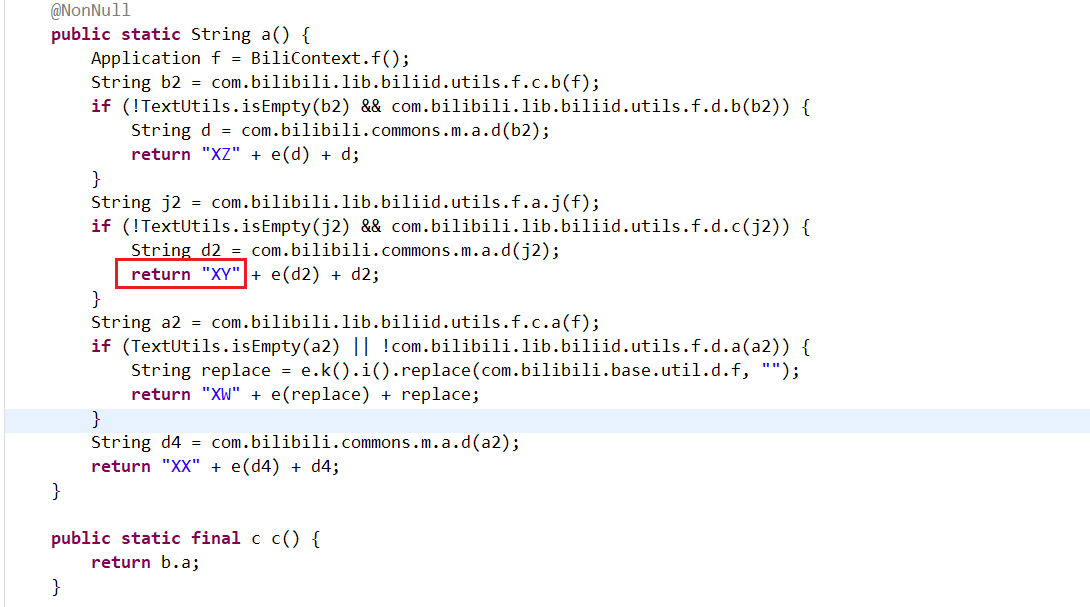 @NonNull
public static String a() {
    Application f = BiliContext.f();
    String b2 = com.bilibili.lib.biliid.utils.f.c.b(f);
    if (!TextUtils.isEmpty(b2) && com.bilibili.lib.biliid.utils.f.d.b(b2)) {
        String d = com.bilibili.commons.m.a.d(b2);
        return "XZ" + e(d) + d;
    }
    String j2 = com.bilibili.lib.biliid.utils.f.a.j(f);
    if (!TextUtils.isEmpty(j2) && com.bilibili.lib.biliid.utils.f.d.c(j2)) {
        String d2 = com.bilibili.commons.m.a.d(j2);
        return "XY" + e(d2) + d2;
    }
    String a2 = com.bilibili.lib.biliid.utils.f.c.a(f);
    if (TextUtils.isEmpty(a2) || !com.bilibili.lib.biliid.utils.f.d.a(a2)) {
        String replace = e.k().i().replace(com.bilibili.base.util.d.f, "");
        return "XW" + e(replace) + replace;
    }
    String d4 = com.bilibili.commons.m.a.d(a2);
    return "XX" + e(d4) + d4;
}
public static final c c() {
    return b.a;
}